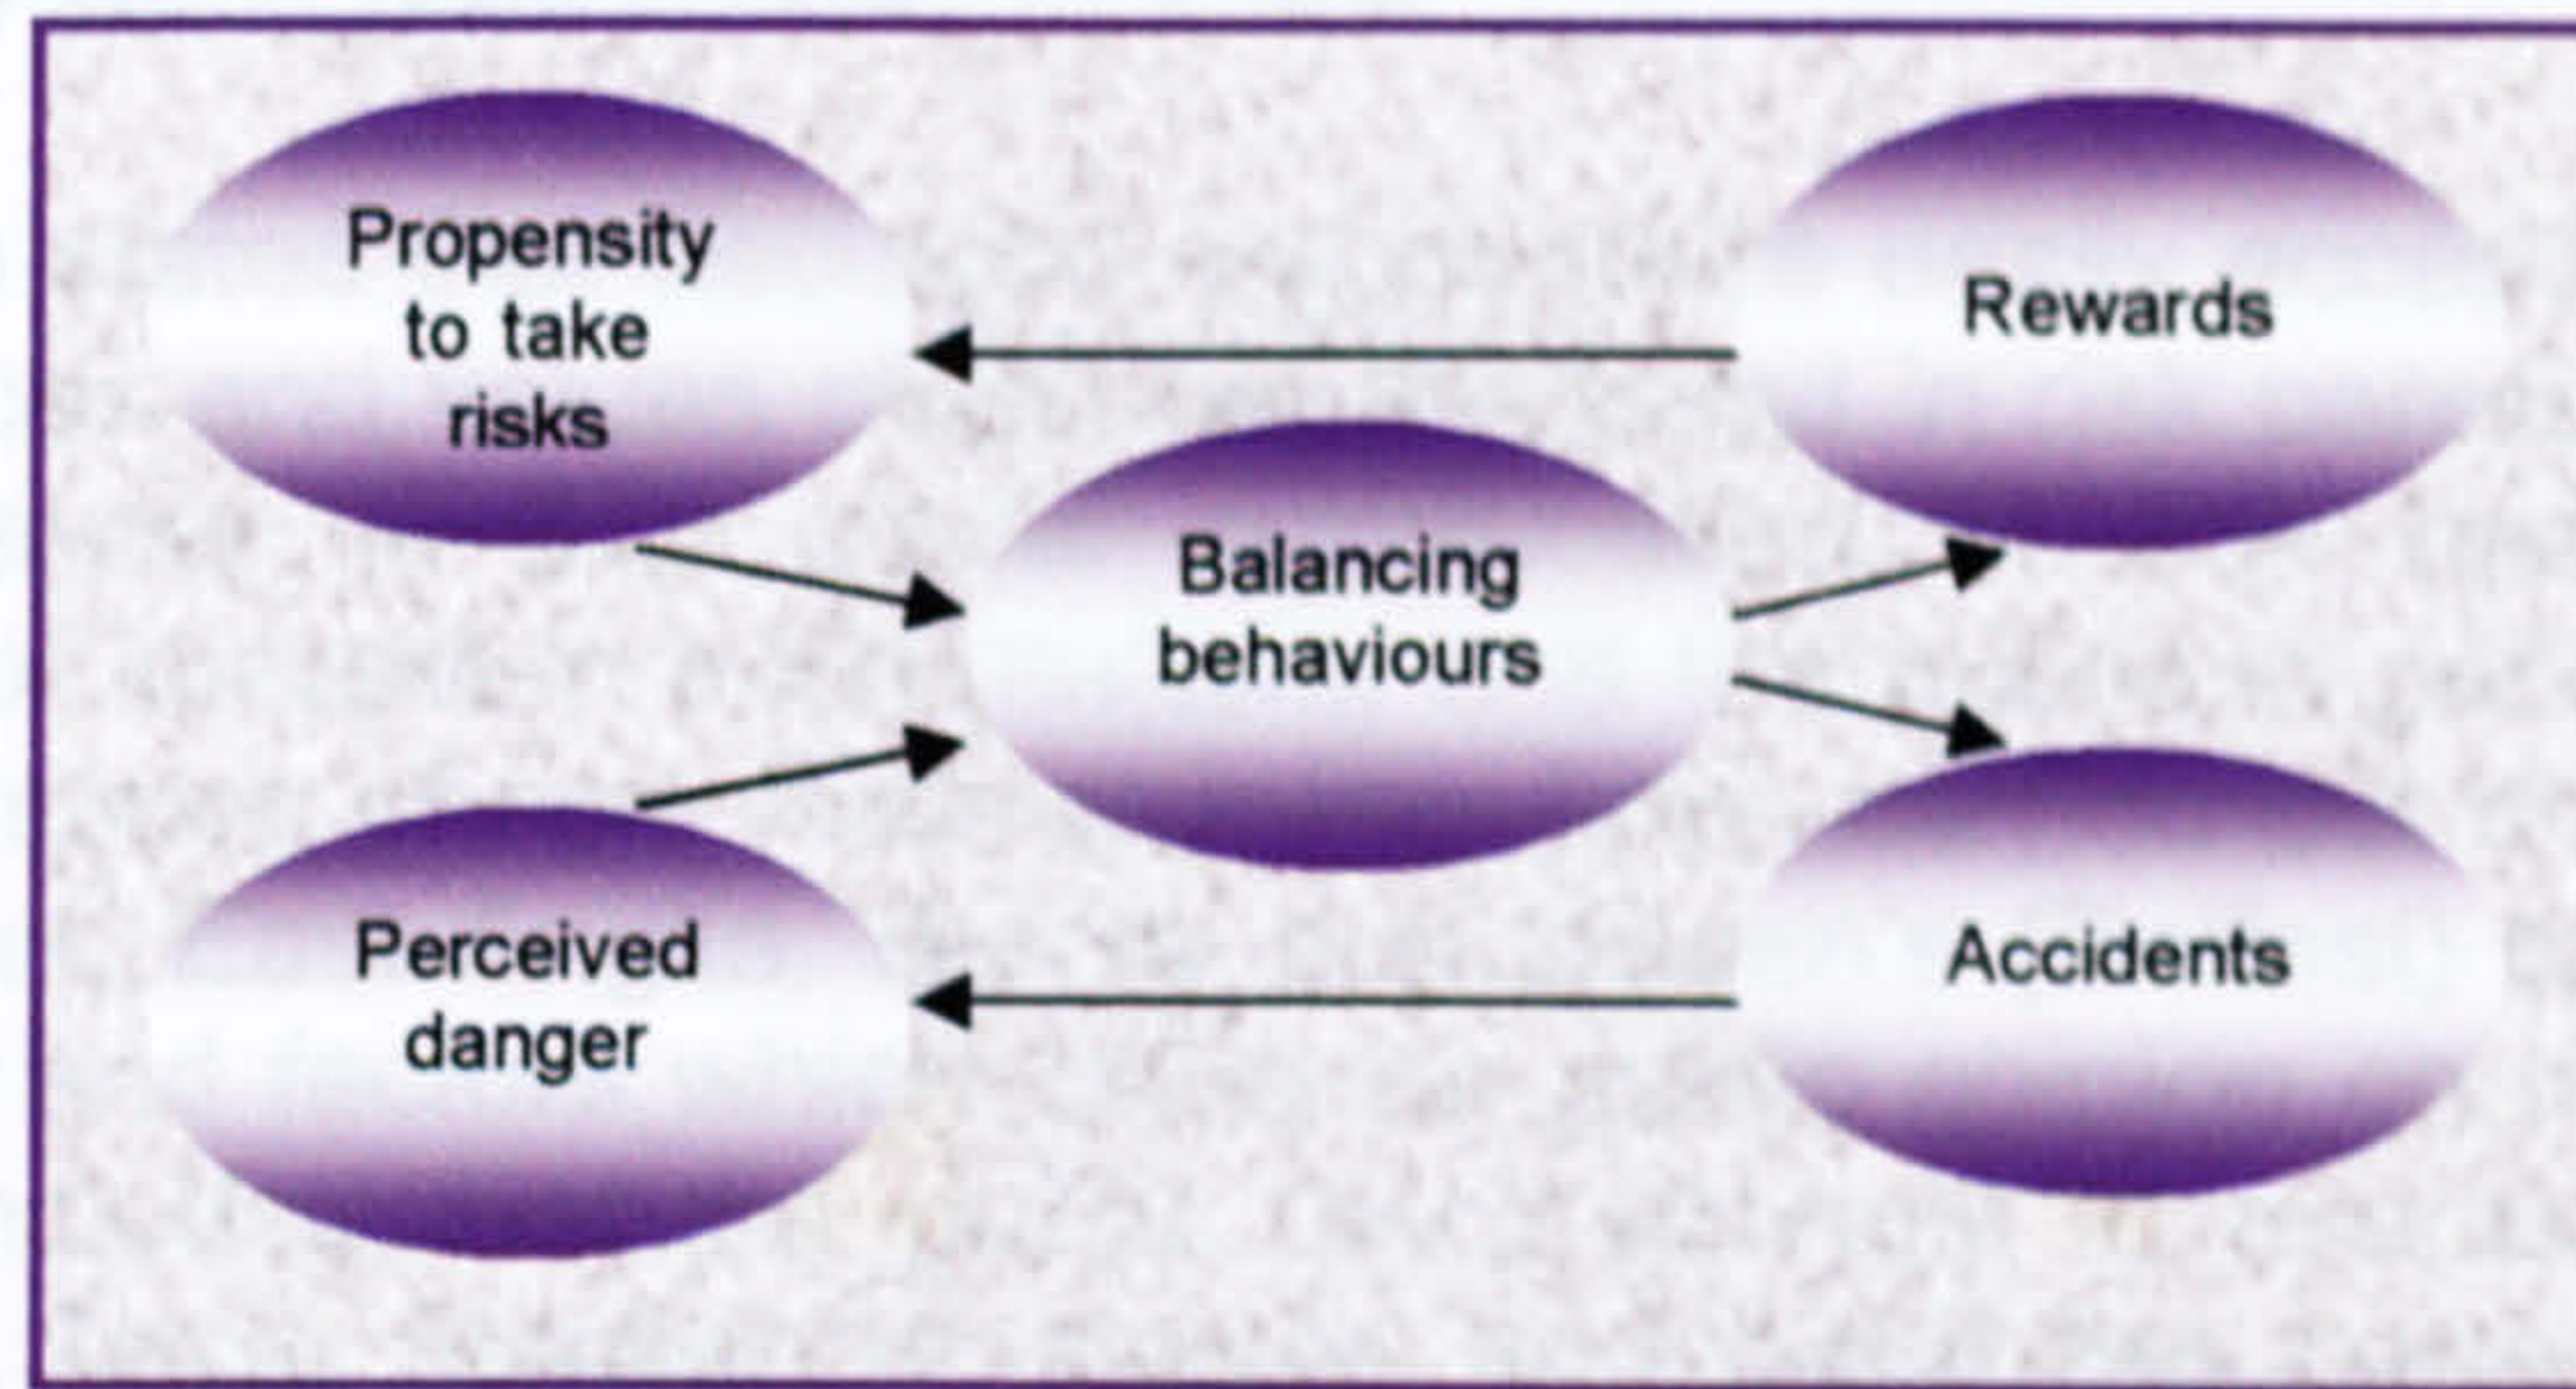 Propensity
to take
risks
Rewards
Balancing
behaviours
Perceived
danger
Accidents